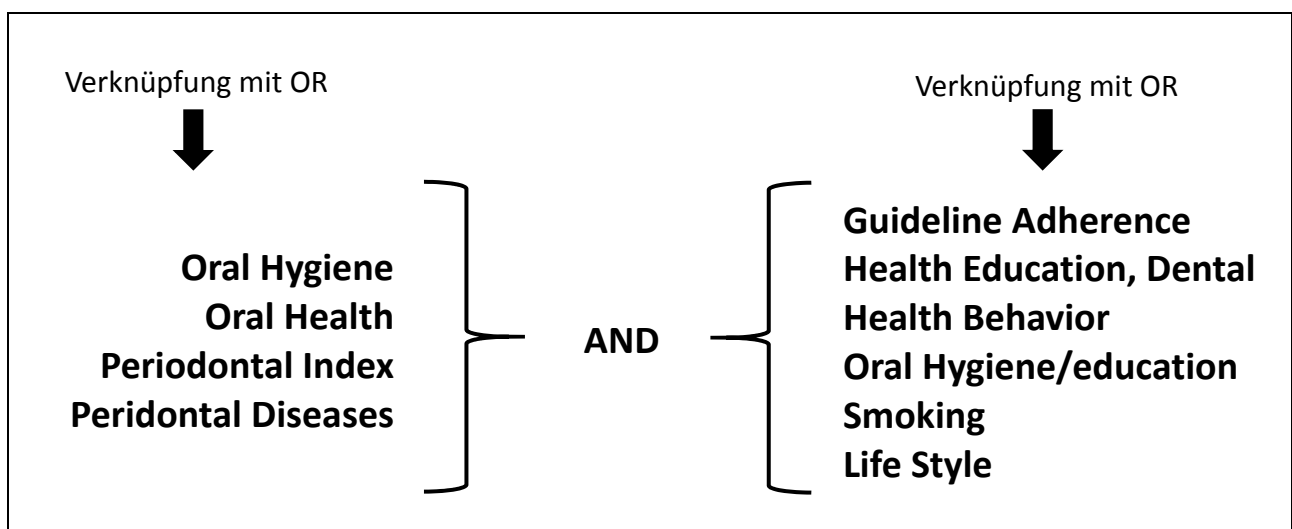 Verknüpfung mit OR
Oral Hygiene
Oral Health
Periodontal Index
Peridontal Diseases
AND
Verknüpfung mit OR
Guideline Adherence
Health Education, Dental
Health Behavior
Oral Hygiene/education
Smoking
Life Style